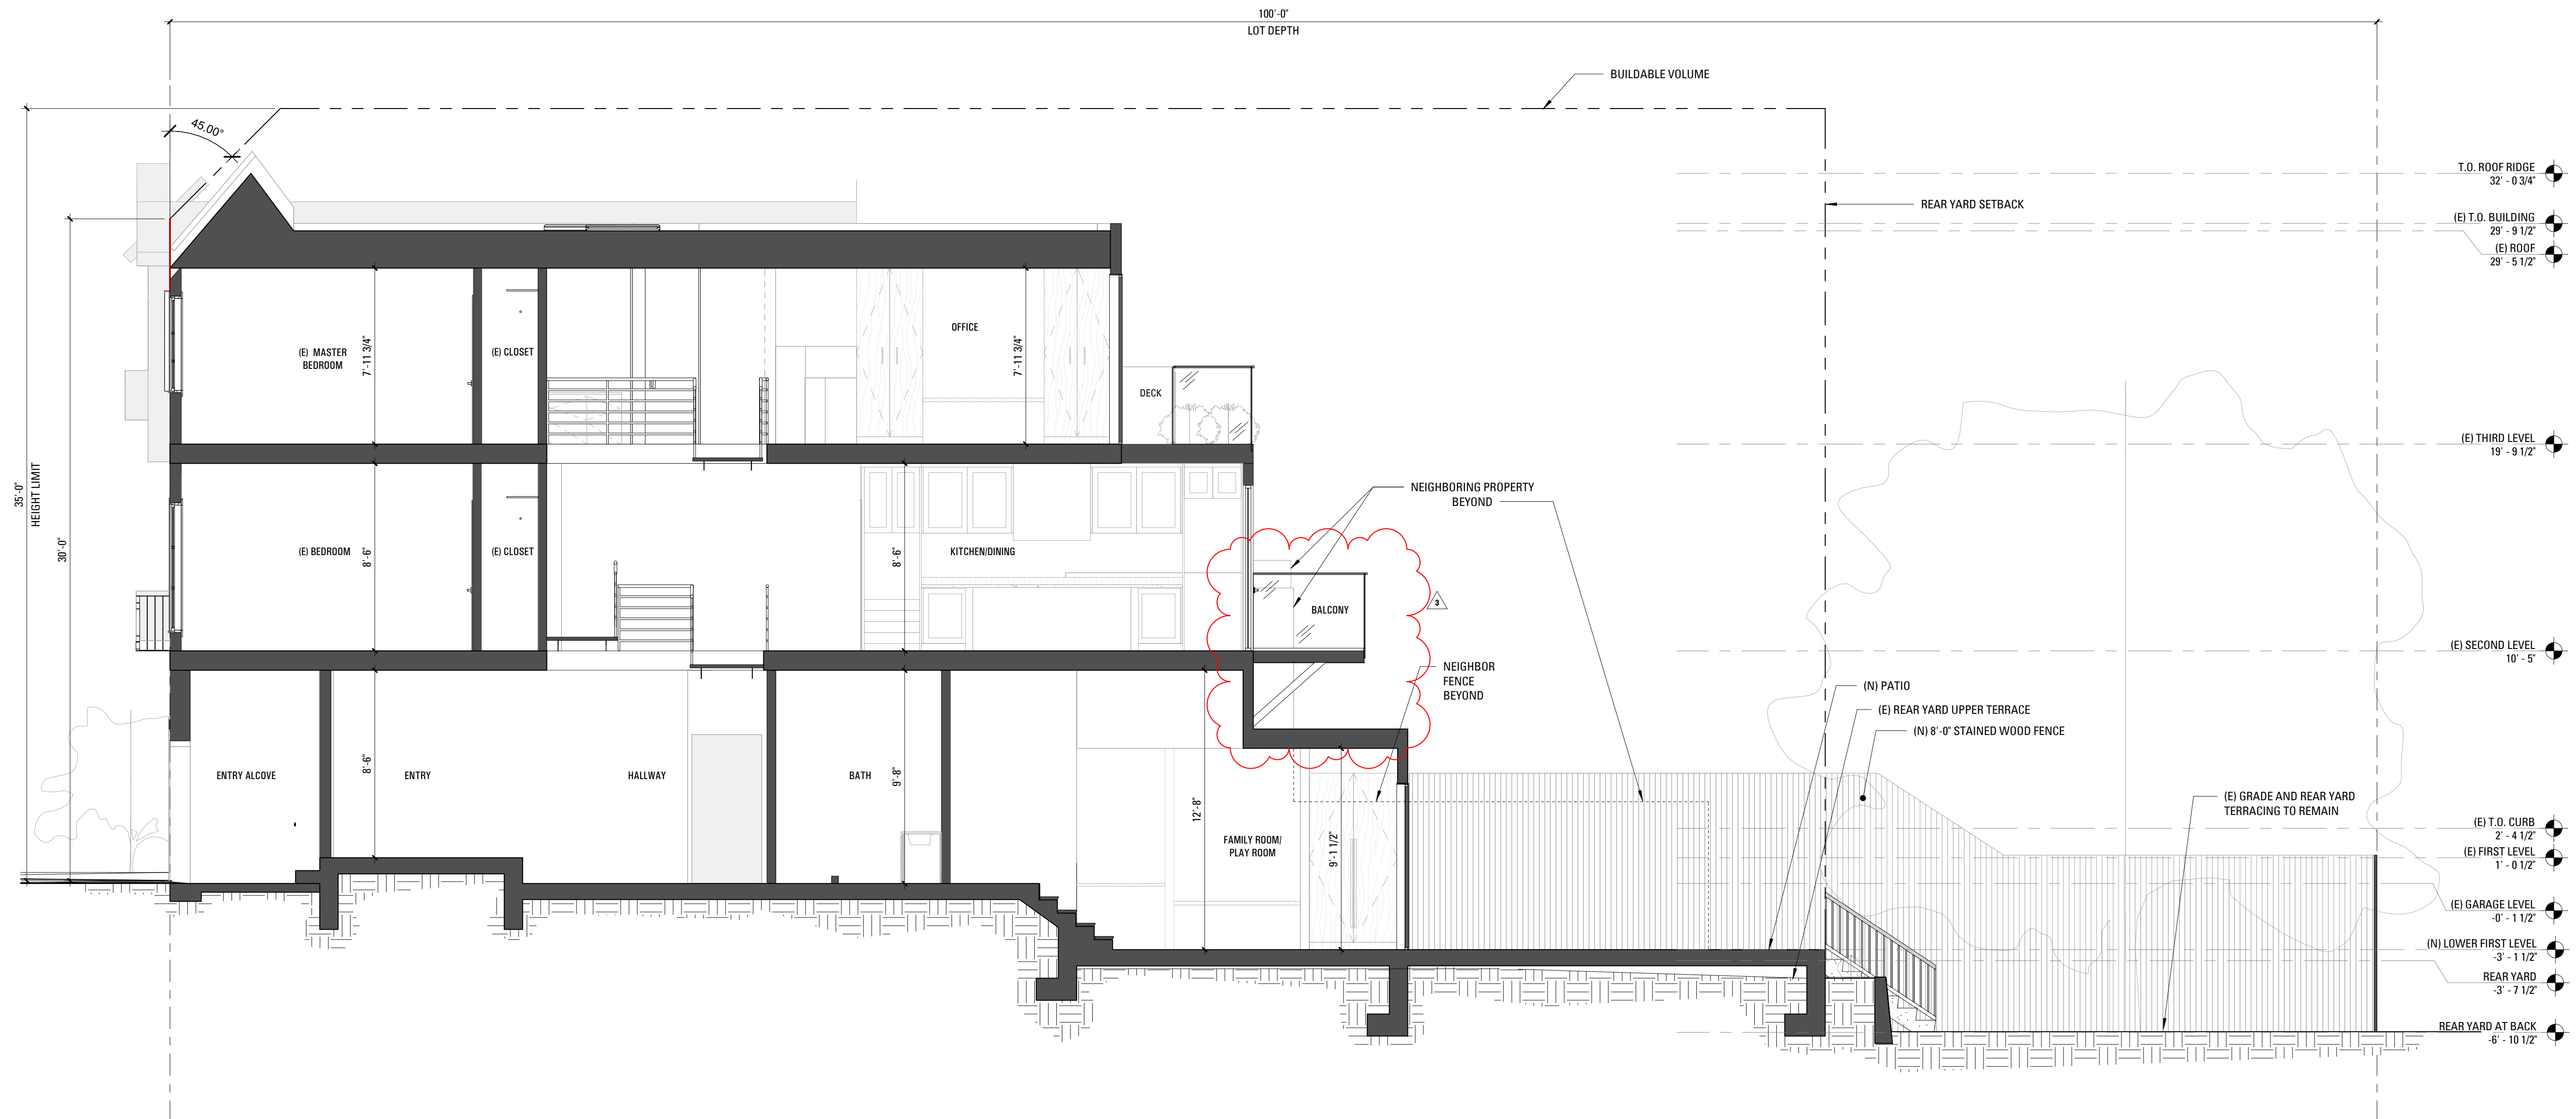 100'-0"
LOT DEPTH
BUILDABLE VOLUME
45.00°
T.O. ROOF RIDGE
32' - 0 3/4"
REAR YARD SETBACK
(E) T.O. BUILDING
29' - 9 1/2"
(E) ROOF
29' - 5 1/2"
OFFICE
(E) MASTER
BEDROOM
7'-11 3/4"
(E) CLOSET
7'-11 3/4"
DECK
(E) THIRD LEVEL
19' - 9 1/2"
35'-0"
HEIGHT LIMIT
30'-0"
NEIGHBORING PROPERTY
BEYOND
(E) BEDROOM
8'-6"
(E) CLOSET
8'-6"
KITCHEN/DINING
BALCONY
3
(E) SECOND LEVEL
10' - 5"
NEIGHBOR
FENCE
BEYOND
(N) PATIO
(E) REAR YARD UPPER TERRACE
(N) 8'-0" STAINED WOOD FENCE
ENTRY ALCOVE
8'-6"
ENTRY
HALLWAY
BATH
9'-8"
12'-8"
FAMILY ROOM/
PLAY ROOM
9'-1 1/2"
(E) GRADE AND REAR YARD
TERRACING TO REMAIN
(E) T.O. CURB
2' - 4 1/2"
(E) FIRST LEVEL
1' - 0 1/2"
(E) GARAGE LEVEL
-0' - 1 1/2"
(N) LOWER FIRST LEVEL
-3' - 1 1/2"
REAR YARD
-3' - 7 1/2"
REAR YARD AT BACK
-6' - 10 1/2"